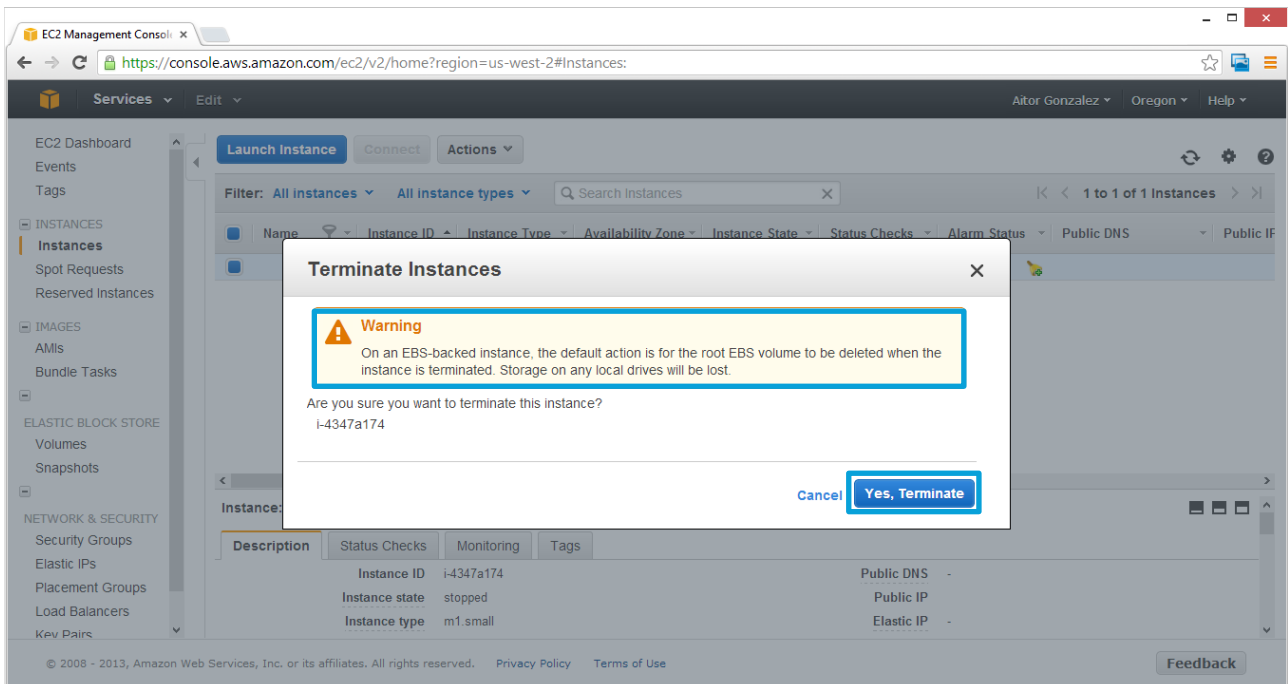 EC2 Management Consol
https://console.aws.amazon.com/ec2/v2/home?region=us-west-2#Instances:
Services Edit Aitor Gonzalez Oregon Help
EC2 Dashboard
Events
Tags
INSTANCES
Instances
Spot Requests
Reserved Instances
IMAGES
AMIs
Bundle Tasks
ELASTIC BLOCK STORE
Volumes
Snapshots
NETWORK & SECURITY
Security Groups
Elastic IPs
Placement Groups
Load Balancers
Key Pairs
Launch Instance Connect Actions
Filter: All instances All instance types Search Instances 1 to 1 of 1 Instances
Name Instance ID Instance Type Availability Zone Instance State Status Checks Alarm Status Public DNS Public IP
Terminate Instances
Warning
On an EBS-backed instance, the default action is for the root EBS volume to be deleted when the
instance is terminated. Storage on any local drives will be lost.
Are you sure you want to terminate this instance?
i-4347a174
Cancel Yes, Terminate
Instance:
Description Status Checks Monitoring Tags
Instance ID i-4347a174 Public DNS -
Instance state stopped Public IP
Instance type m1.small Elastic IP -
© 2008 - 2013, Amazon Web Services, Inc. or its affiliates. All rights reserved. Privacy Policy Terms of Use Feedback